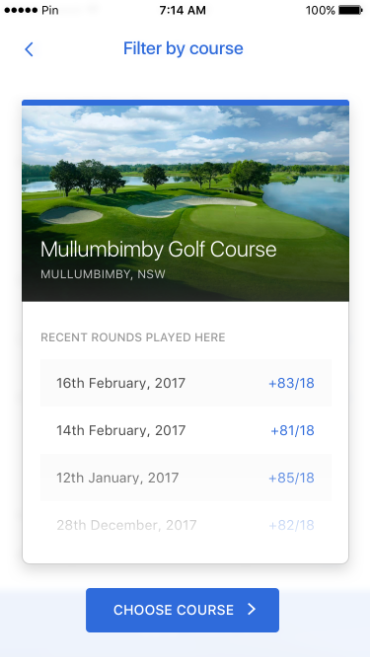 Pin 7:14 AM 100%
Filter by course
Mullumbimby Golf Course
MULLUMBIMBY, NSW
RECENT ROUNDS PLAYED HERE
16th February, 2017 +83/18
14th February, 2017 +81/18
12th January, 2017 +85/18
28th December, 2017 +82/18
CHOOSE COURSE